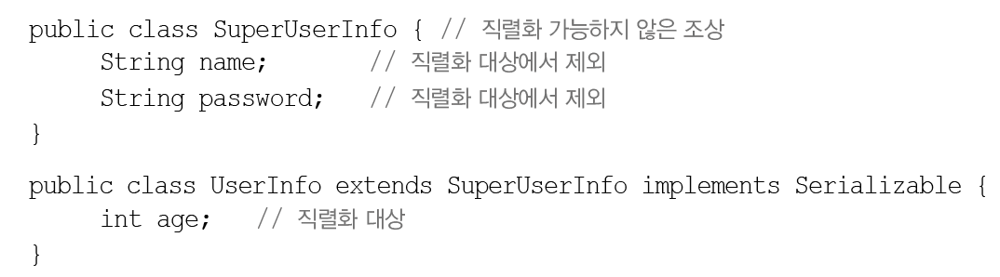 public class SuperUserInfo { // 직렬화 가능하지 않은 조상
String name; // 직렬화 대상에서 제외
String password; // 직렬화 대상에서 제외
}
public class UserInfo extends SuperUserInfo implements Serializable {
int age; // 직렬화 대상
}